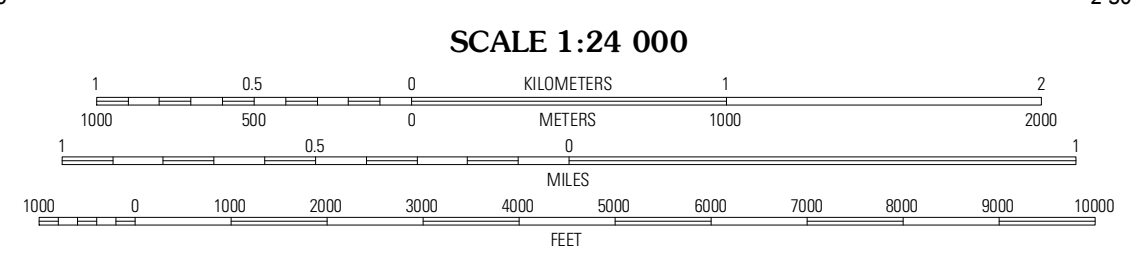 SCALE 1:24 000
1 0.5 0 KILOMETERS 1 2
1000 500 0 METERS 1000 2000
1 0.5 0 1
MILES
1000 0 1000 2000 3000 4000 5000 6000 7000 8000 9000 10000
FEET